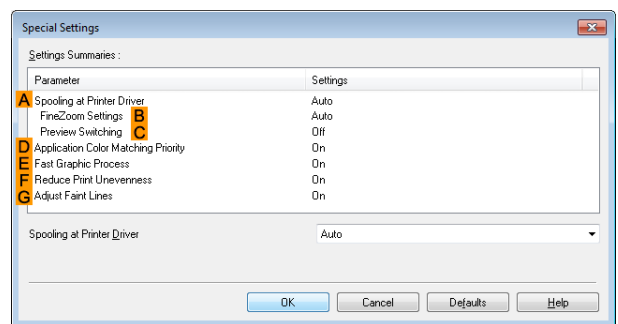 Special Settings
Settings Summaries :
Parameter Settings
A Spooling at Printer Driver Auto
FineZoom Settings B Auto
Preview Switching C Off
D Application Color Matching Priority On
E Fast Graphic Process On
F Reduce Print Unevenness On
G Adjust Faint Lines On
Spooling at Printer Driver Auto
OK Cancel Defaults Help